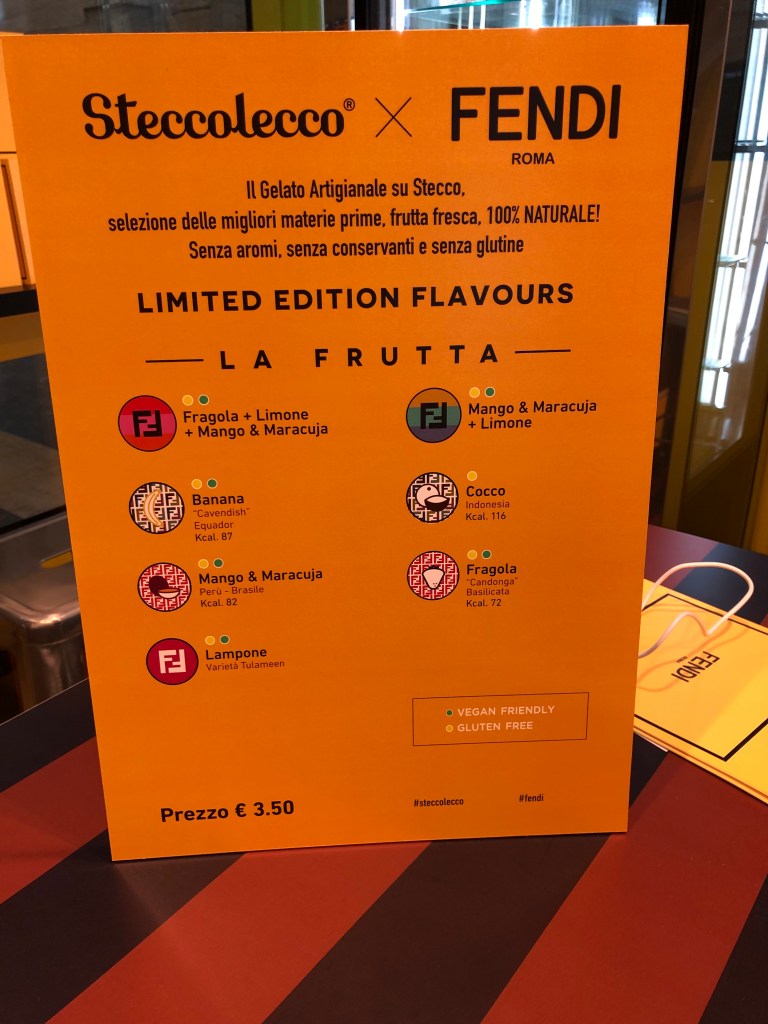 Steccolecco® X FENDI
ROMA
Il Gelato Artigianale su Stecco,
selezione delle migliori materie prime, frutta fresca, 100% NATURALE!
Senza aromi, senza conservanti e senza glutine
LIMITED EDITION FLAVOURS
LA FRUTTA
Fragola + Limone
+ Mango & Maracuja
Mango & Maracuja
+ Limone
Banana
"Cavendish"
Equador
Kcal. 87
Cocco
Indonesia
Kcal. 116
Mango & Maracuja
Perù - Brasile
Kcal. 82
Fragola
"Candonga"
Basilicata
Kcal. 72
Lampone
Varietà Tulameen
VEGAN FRIENDLY
GLUTEN FREE
Prezzo € 3.50
#steccolecco
#fendi
FENDI